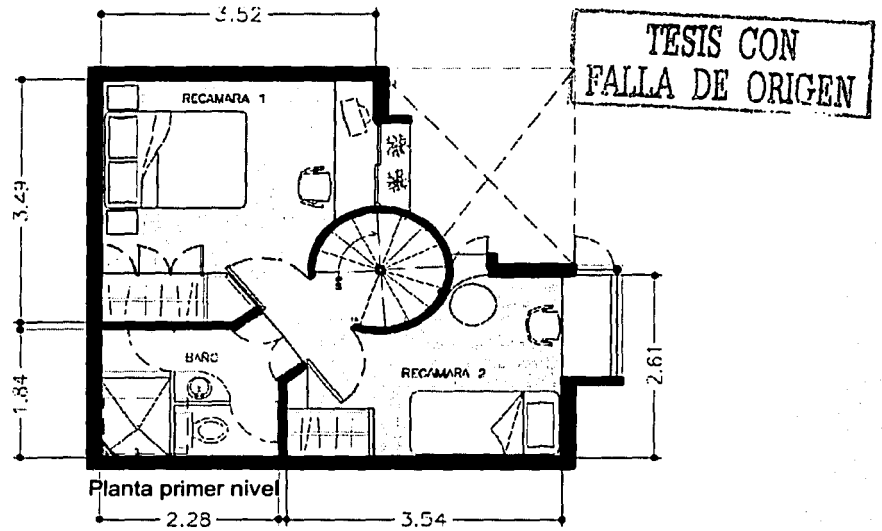 3.52
TESIS CON
FALLA DE ORIGEN
RECAMARA 1
3.49
BAÑO
RECAMARA 2
2.61
1.84
Planta primer nivel
2.28
3.54